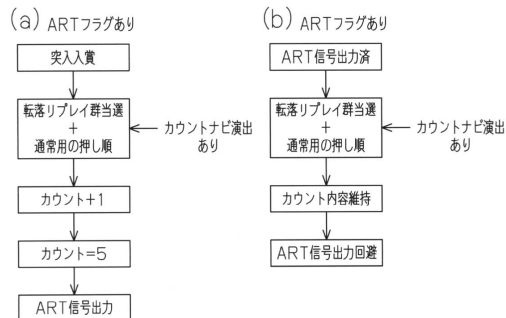 (a) ARTフラグあり
突入入賞
転落リプレイ群当選
+
通常用の押し順
カウントナビ演出
あり
カウント+1
カウント=5
ART信号出力
(b) ARTフラグあり
ART信号出力済
転落リプレイ群当選
+
通常用の押し順
カウントナビ演出
あり
カウント内容維持
ART信号出力回避